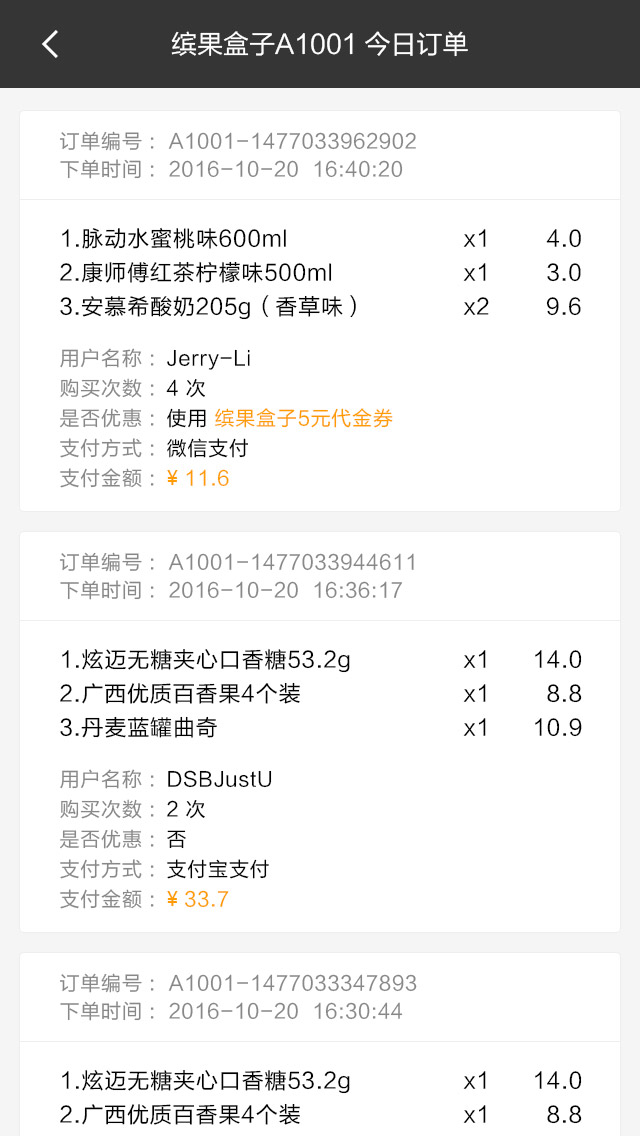 缤果盒子A1001 今日订单
订单编号： A1001-1477033962902
下单时间： 2016-10-20 16:40:20
1.脉动水蜜桃味600ml x1 4.0
2.康师傅红茶柠檬味500ml x1 3.0
3.安慕希酸奶205g（香草味） x2 9.6
用户名称： Jerry-Li
购买次数： 4 次
是否优惠： 使用 缤果盒子5元代金券
支付方式： 微信支付
支付金额： ¥ 11.6
订单编号： A1001-1477033944611
下单时间： 2016-10-20 16:36:17
1.炫迈无糖夹心口香糖53.2g x1 14.0
2.广西优质百香果4个装 x1 8.8
3.丹麦蓝罐曲奇 x1 10.9
用户名称： DSBJustU
购买次数： 2 次
是否优惠： 否
支付方式： 支付宝支付
支付金额： ¥ 33.7
订单编号： A1001-1477033347893
下单时间： 2016-10-20 16:30:44
1.炫迈无糖夹心口香糖53.2g x1 14.0
2.广西优质百香果4个装 x1 8.8